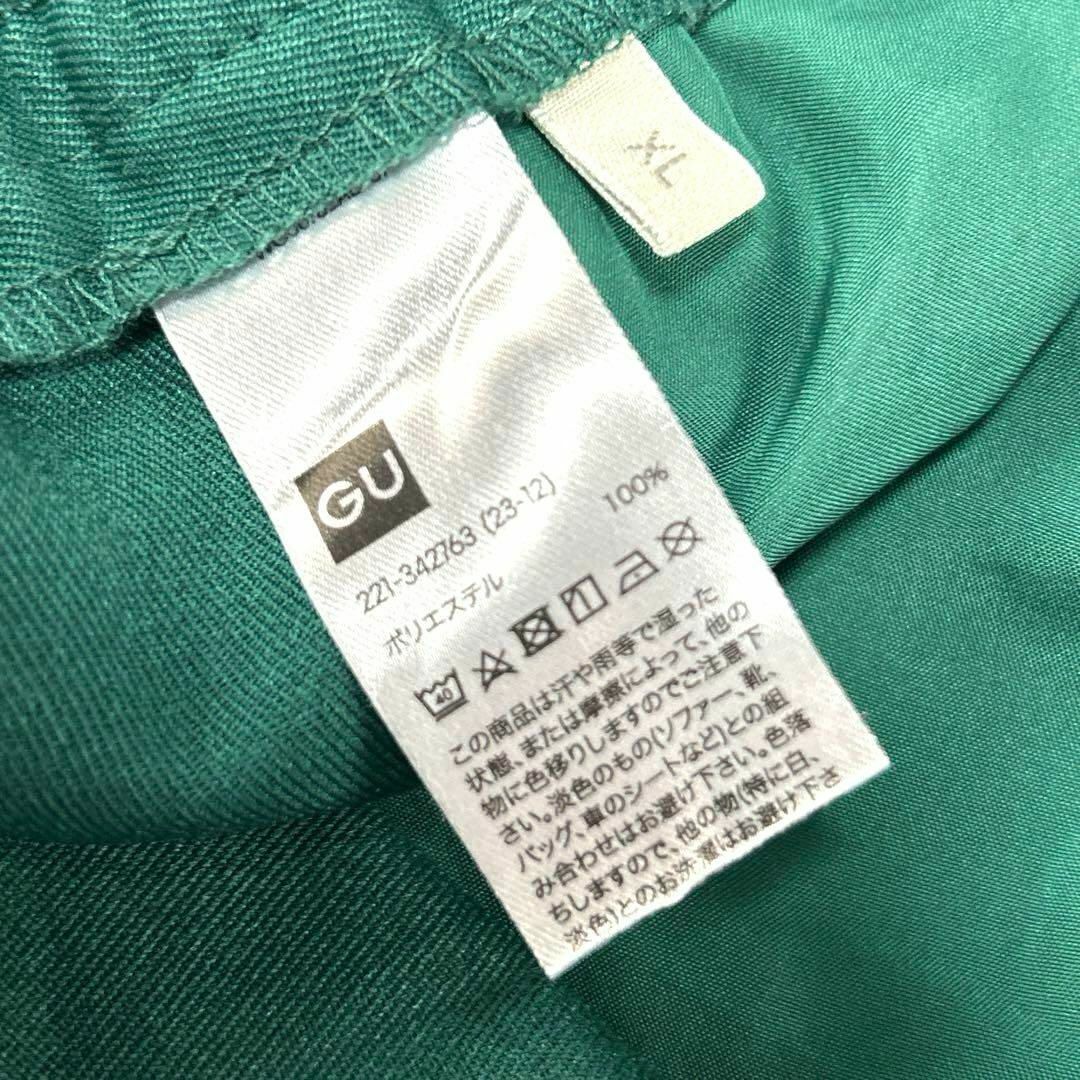 XL
GU
221-342763 (23-12)
ポリエステル 100%
40
この商品は汗や雨等で湿った
状態、または摩擦によって、他の
物に色移りしますのでご注意下
さい。淡色のもの(ソファー、靴、
バッグ、車のシートなど)との組
み合わせはお避け下さい。色落
ちしますので、他の物(特に白、
淡色)とのお洗濯はお避け下さ